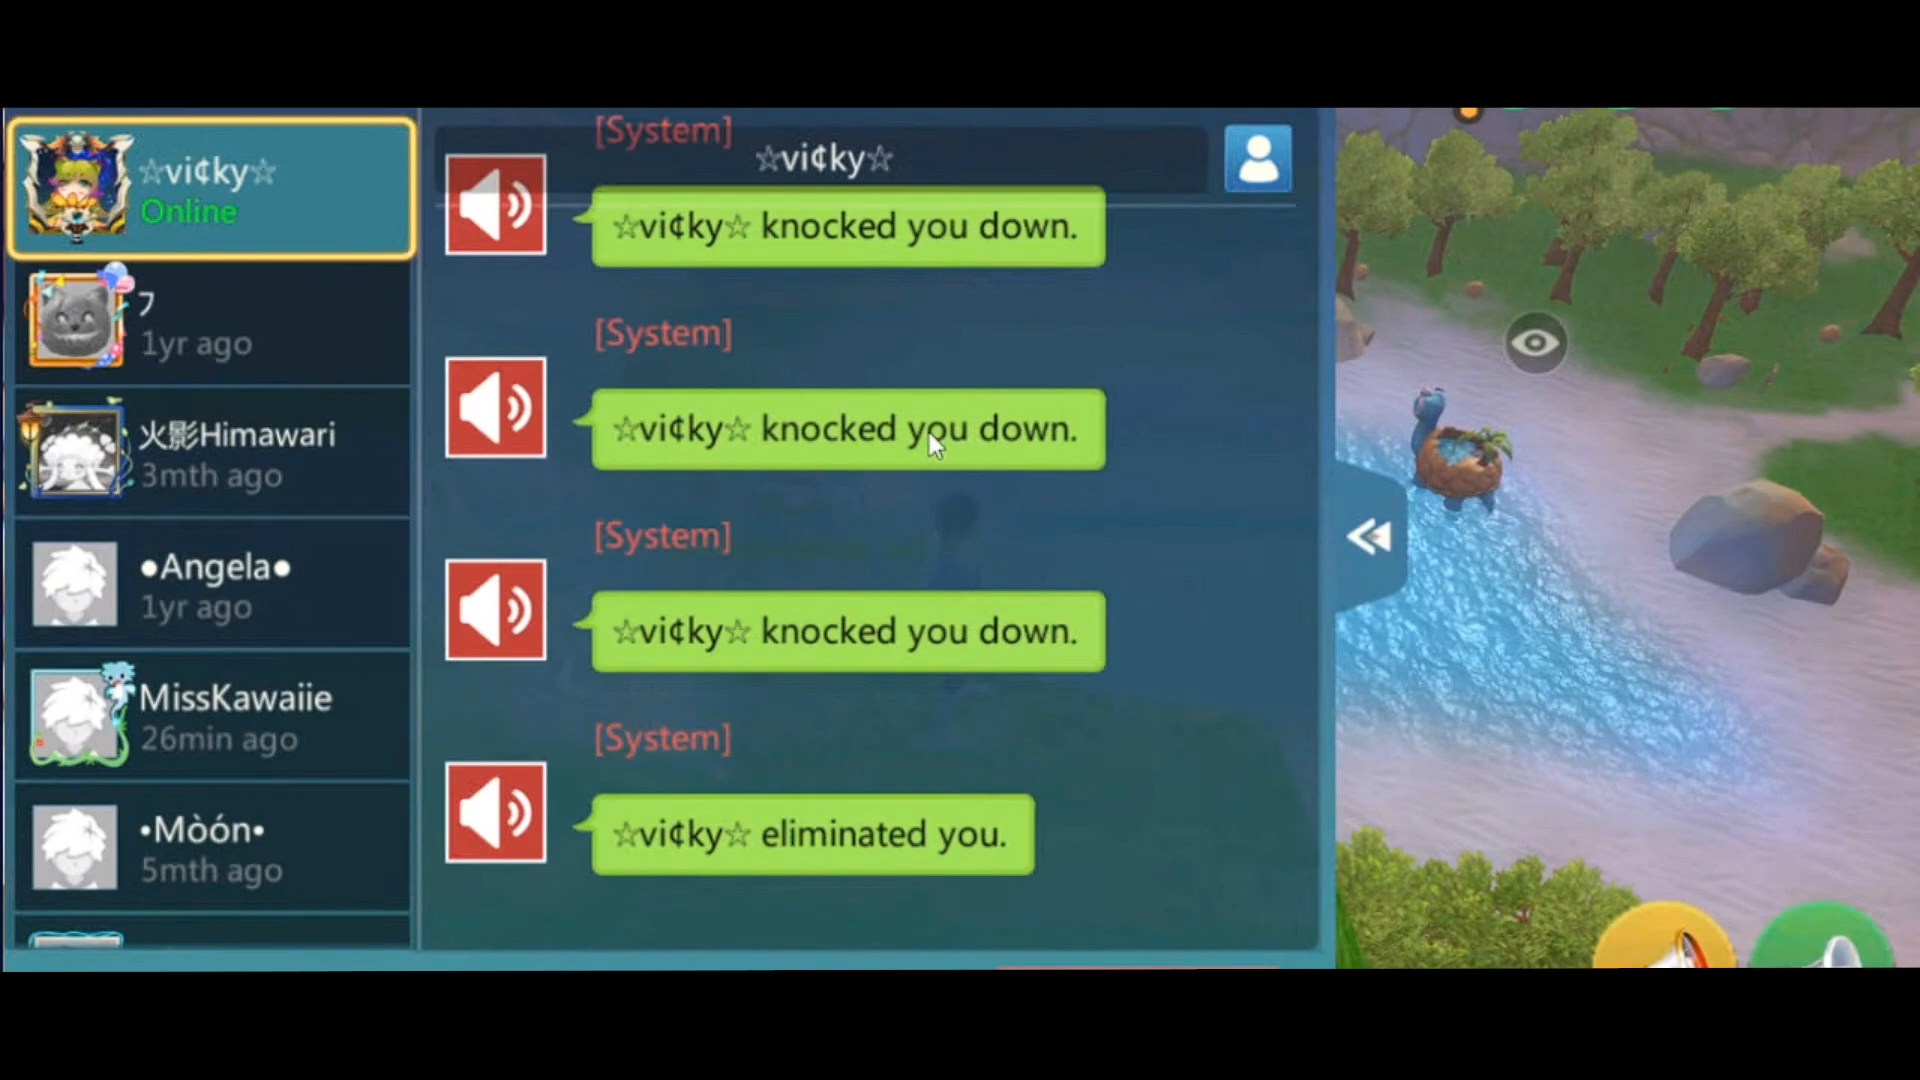 ☆vi¢ky☆
Online
フ
1yr ago
火影Himawari
3mth ago
●Angela●
1yr ago
MissKawaiie
26min ago
•Mòón•
5mth ago
☆vi¢ky☆
[System]
☆vi¢ky☆ knocked you down.
[System]
☆vi¢ky☆ knocked you down.
[System]
☆vi¢ky☆ knocked you down.
[System]
☆vi¢ky☆ eliminated you.